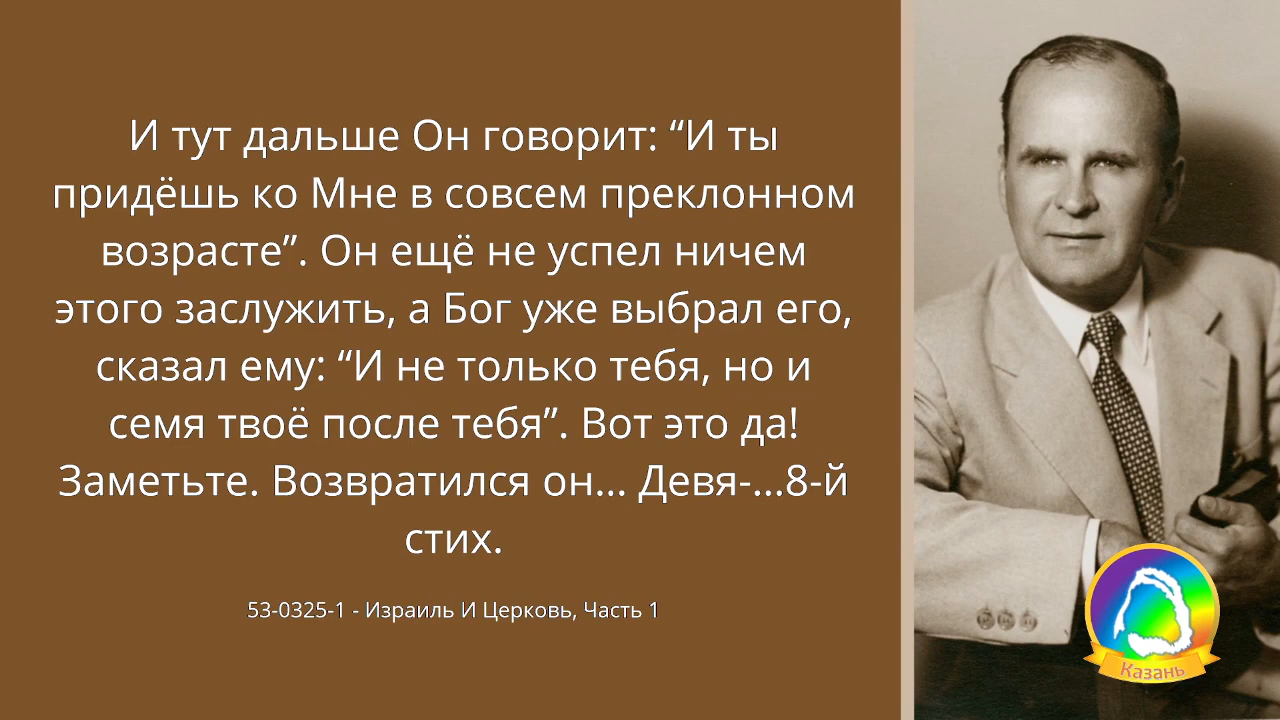 И тут дальше Он говорит: “И ты
придёшь ко Мне в совсем преклонном
возрасте”. Он ещё не успел ничем
этого заслужить, а Бог уже выбрал его,
сказал ему: “И не только тебя, но и
семя твоё после тебя”. Вот это да!
Заметьте. Возвратился он... Девя-...8-й
стих.
53-0325-1 - Израиль И Церковь, Часть 1
Казань